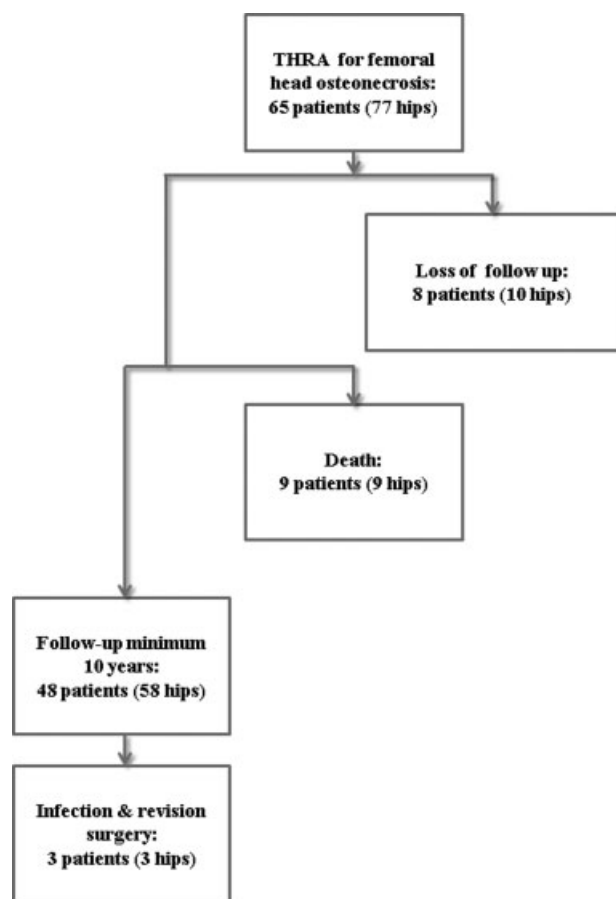 THRA for femoral
head osteonecrosis:
65 patients (77 hips)
Loss of follow up:
8 patients (10 hips)
Death:
9 patients (9 hips)
Follow-up minimum
10 years:
48 patients (58 hips)
Infection & revision
surgery:
3 patients (3 hips)